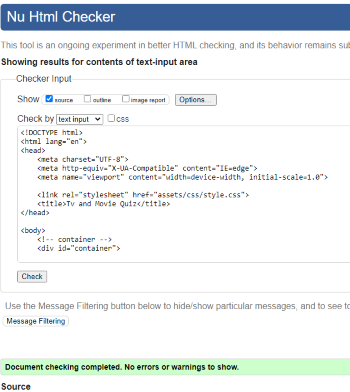 Nu Html Checker
This tool is an ongoing experiment in better HTML checking, and its behavior remains sub
Showing results for contents of text-input area
Checker Input
Show source outline image report Options...
Check by text input css
<!DOCTYPE html>
<html lang="en">
<head>
<meta charset="UTF-8">
<meta http-equiv="X-UA-Compatible" content="IE=edge">
<meta name="viewport" content="width=device-width, initial-scale=1.0">
<link rel="stylesheet" href="assets/css/style.css">
<title>Tv and Movie Quiz</title>
</head>
<body>
<!-- container -->
<div id="container">
Check
Use the Message Filtering button below to hide/show particular messages, and to see to
Message Filtering
Document checking completed. No errors or warnings to show.
Source